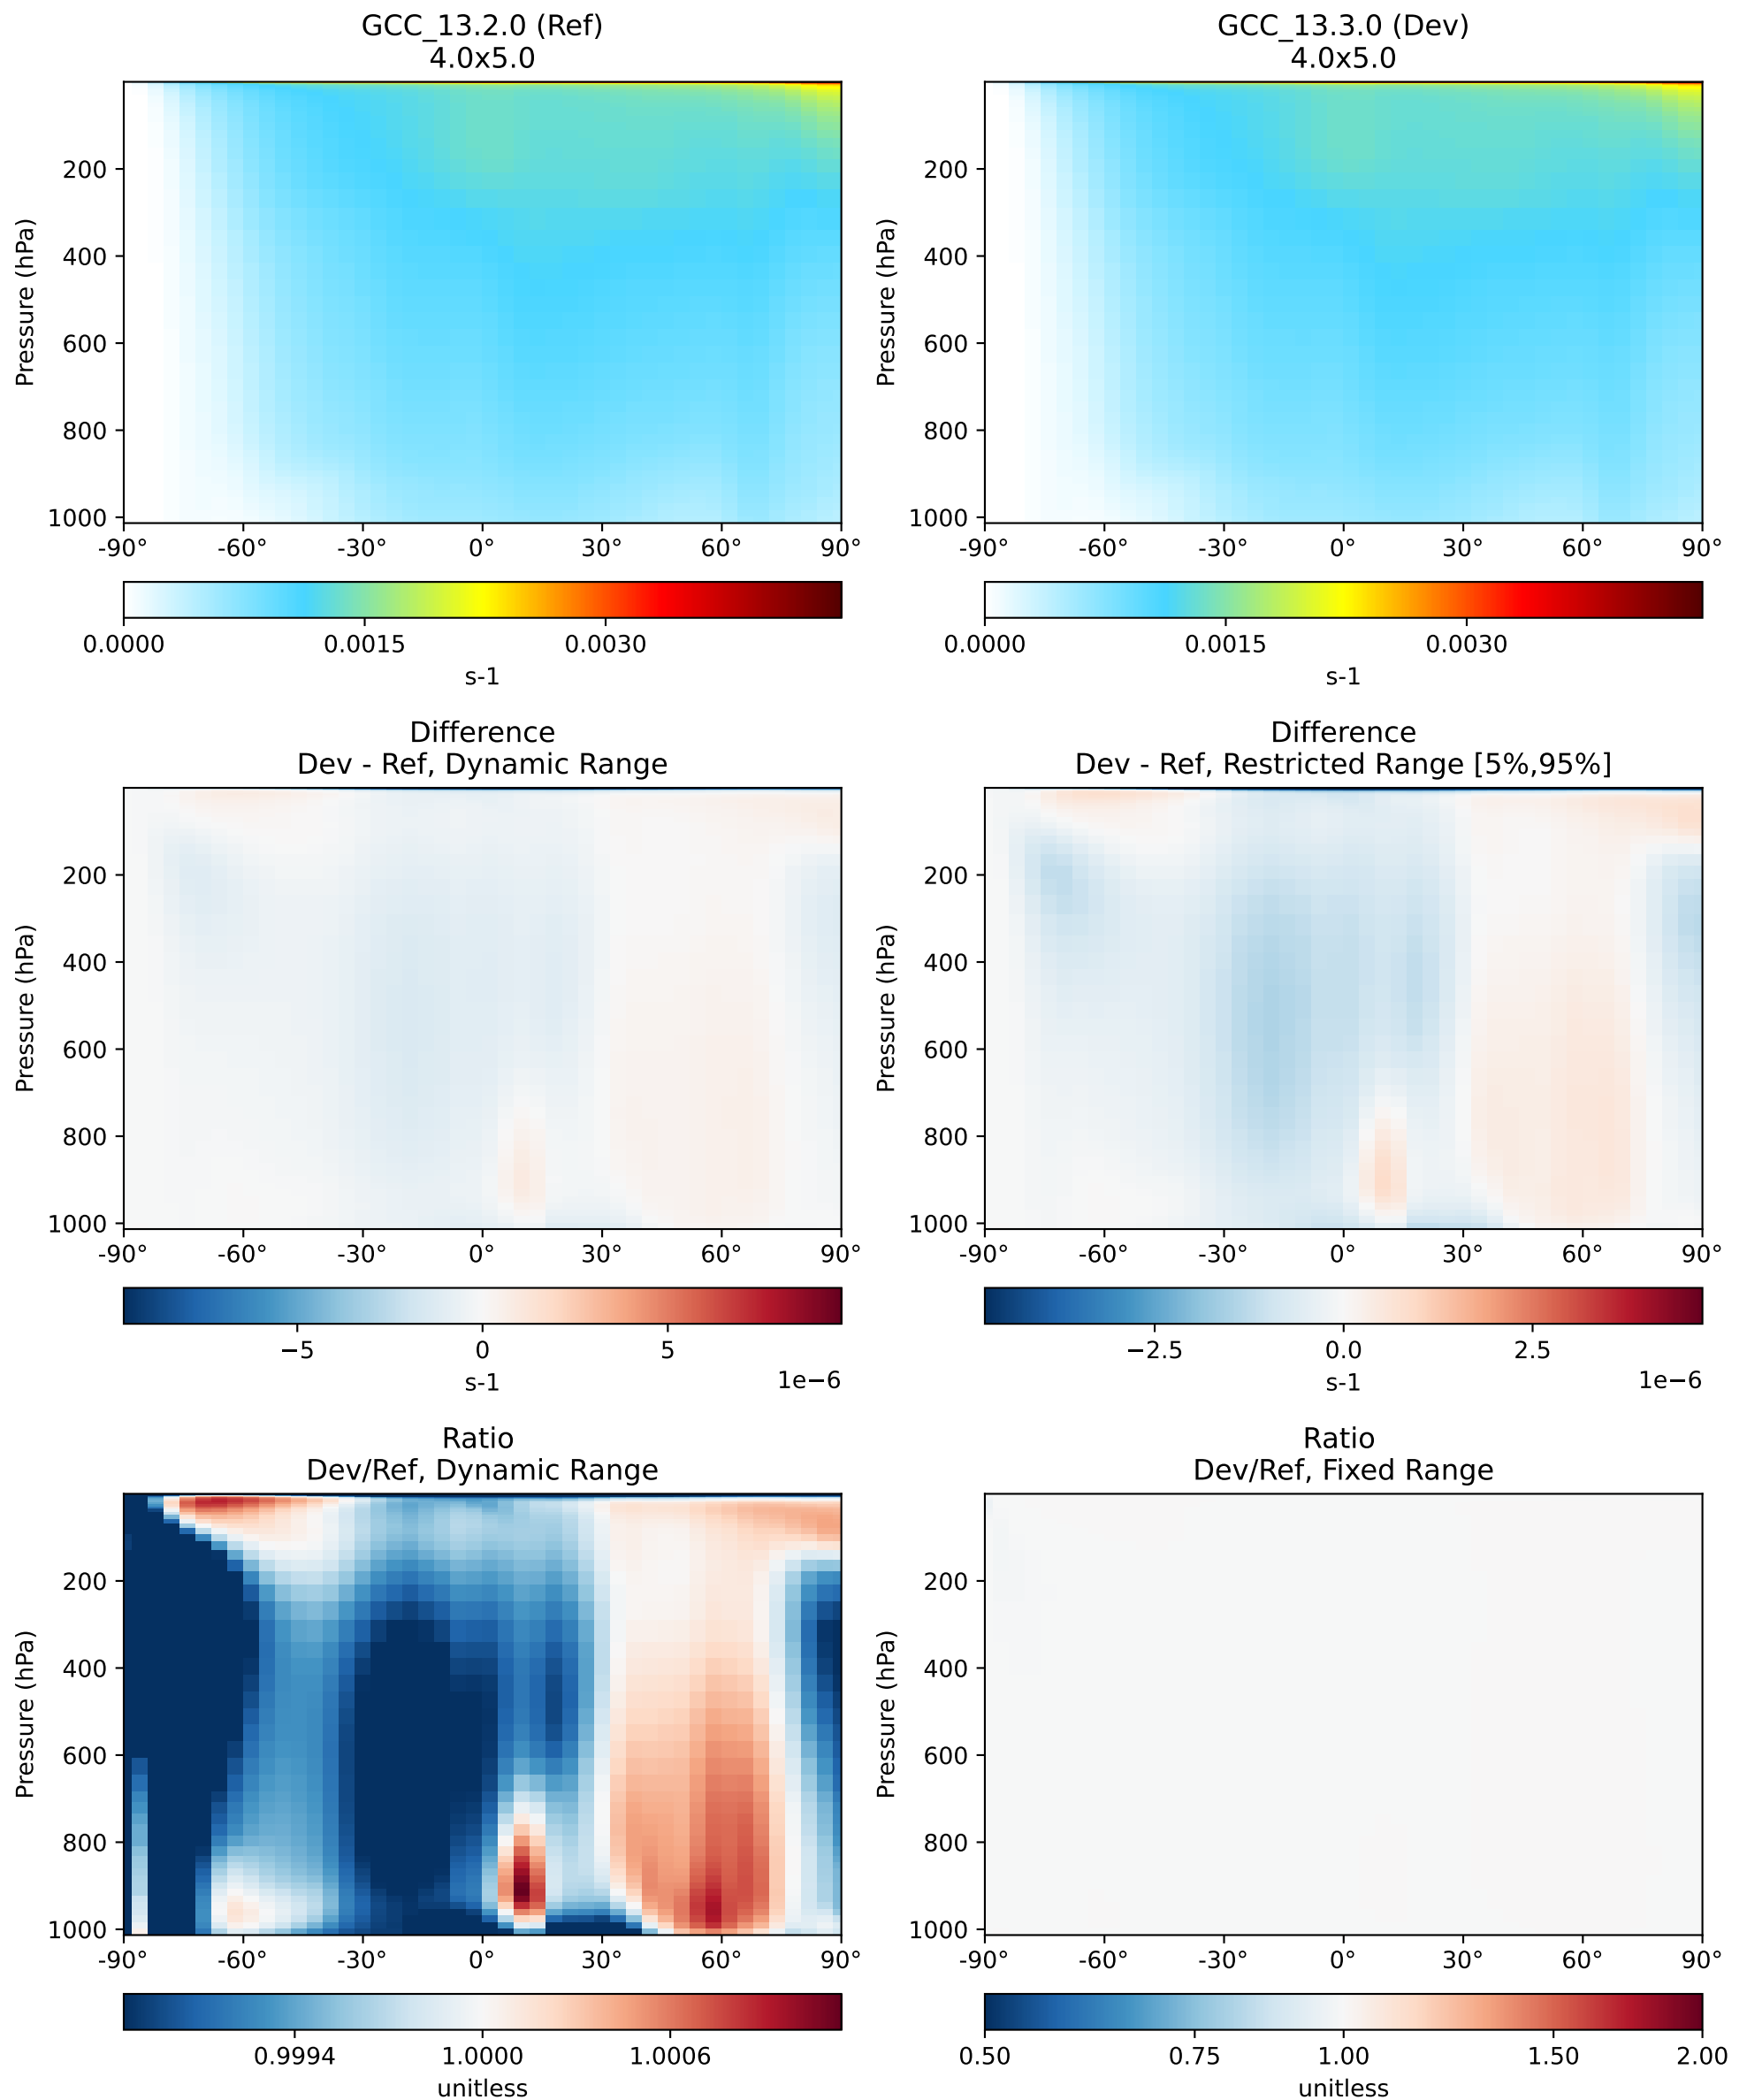 GCC_13.2.0 (Ref)
4.0x5.0
Pressure (hPa)
200
400
600
800
1000
-90° -60° -30° 0° 30° 60° 90°
0.0000 0.0015 0.0030
s-1
GCC_13.3.0 (Dev)
4.0x5.0
Pressure (hPa)
200
400
600
800
1000
-90° -60° -30° 0° 30° 60° 90°
0.0000 0.0015 0.0030
s-1
Difference
Dev - Ref, Dynamic Range
Pressure (hPa)
200
400
600
800
1000
-90° -60° -30° 0° 30° 60° 90°
−5 0 5
s-1
1e−6
Difference
Dev - Ref, Restricted Range [5%,95%]
Pressure (hPa)
200
400
600
800
1000
-90° -60° -30° 0° 30° 60° 90°
−2.5 0.0 2.5
s-1
1e−6
Ratio
Dev/Ref, Dynamic Range
Pressure (hPa)
200
400
600
800
1000
-90° -60° -30° 0° 30° 60° 90°
0.9994 1.0000 1.0006
unitless
Ratio
Dev/Ref, Fixed Range
Pressure (hPa)
200
400
600
800
1000
-90° -60° -30° 0° 30° 60° 90°
0.50 0.75 1.00 1.50 2.00
unitless